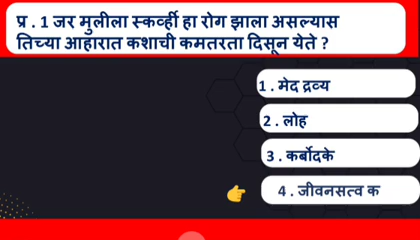 प्र . 1 जर मुलीला स्कर्व्ही हा रोग झाला असल्यास
तिच्या आहारात कशाची कमतरता दिसून येते ?
1 . मेद द्रव्य
2 . लोह
3 . कर्बोदके
4 . जीवनसत्व क